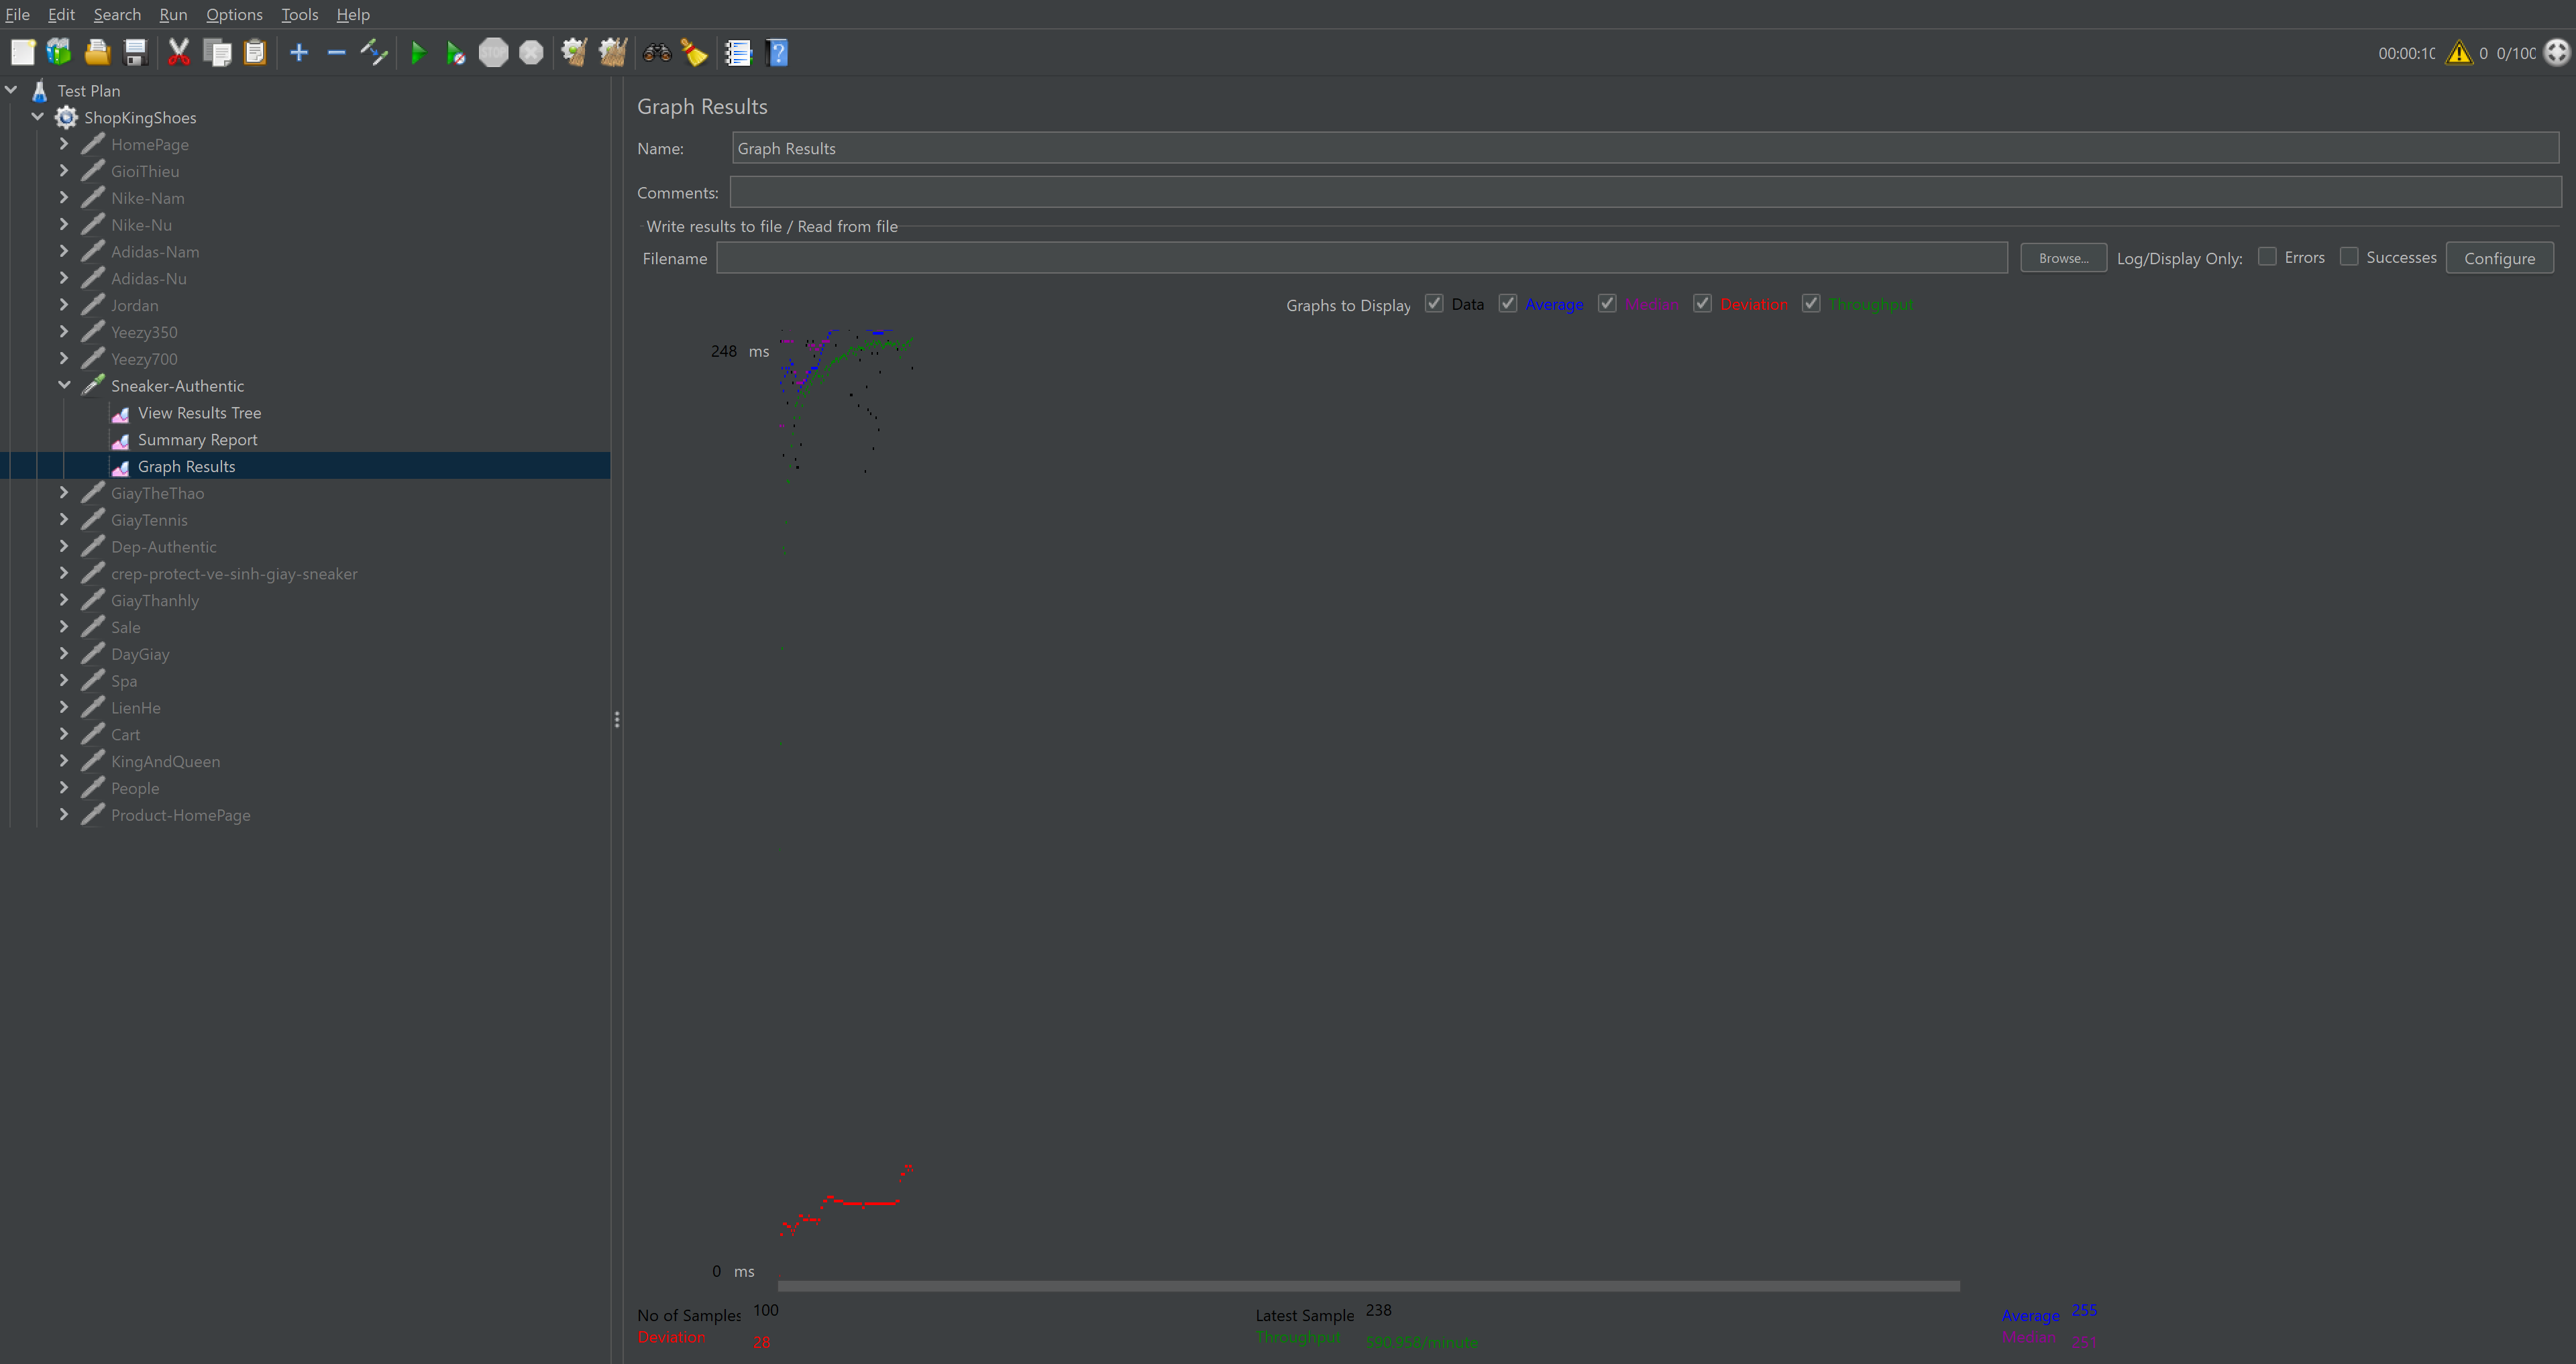 File Edit Search Run Options Tools Help
00:00:10 0 0/100
Test Plan
ShopKingShoes
HomePage
GioiThieu
Nike-Nam
Nike-Nu
Adidas-Nam
Adidas-Nu
Jordan
Yeezy350
Yeezy700
Sneaker-Authentic
View Results Tree
Summary Report
Graph Results
GiayTheThao
GiayTennis
Dep-Authentic
crep-protect-ve-sinh-giay-sneaker
GiayThanhly
Sale
DayGiay
Spa
LienHe
Cart
KingAndQueen
People
Product-HomePage
Graph Results
Name: Graph Results
Comments:
Write results to file / Read from file
Filename Browse... Log/Display Only: Errors Successes Configure
Graphs to Display Data Average Median Deviation Throughput
248 ms
0 ms
No of Samples 100 Latest Sample 238 Average 255
Deviation 28 Throughput 590.958/minute Median 251